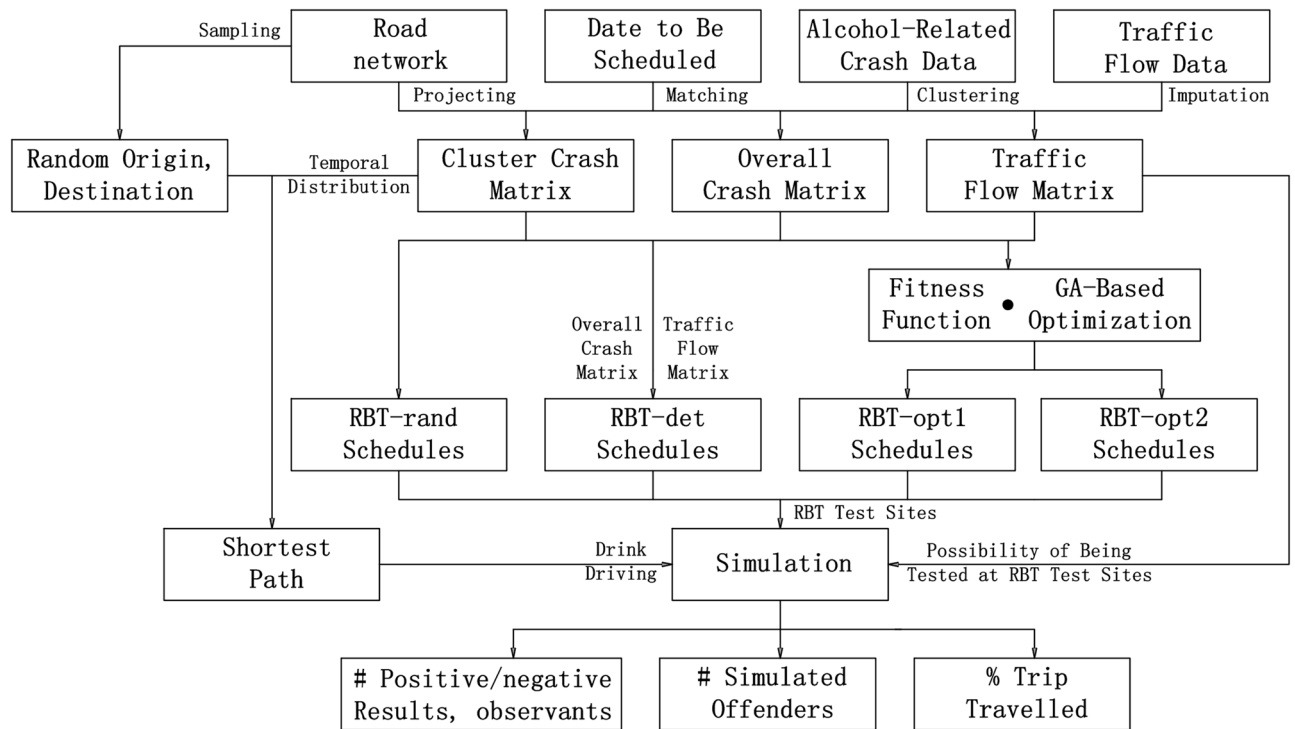 Sampling
Road
network
Date to Be
Scheduled
Alcohol-Related
Crash Data
Traffic
Flow Data
Projecting
Matching
Clustering
Imputation
Random Origin,
Destination
Temporal
Distribution
Cluster Crash
Matrix
Overall
Crash Matrix
Traffic
Flow Matrix
Fitness
Function
GA-Based
Optimization
Overall
Crash
Matrix
Traffic
Flow
Matrix
RBT-rand
Schedules
RBT-det
Schedules
RBT-opt1
Schedules
RBT-opt2
Schedules
RBT Test Sites
Shortest
Path
Drink
Driving
Simulation
Possibility of Being
Tested at RBT Test Sites
# Positive/negative
Results, observants
# Simulated
Offenders
% Trip
Travelled